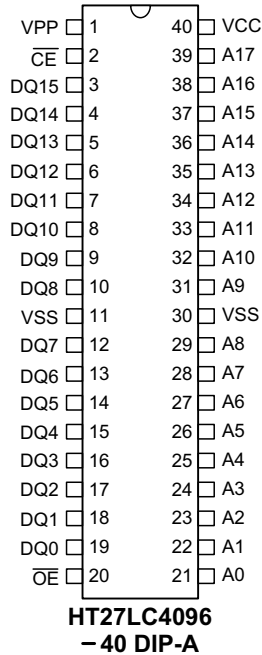 VPP 1 40 VCC
C̅E̅ 2 39 A17
DQ15 3 38 A16
DQ14 4 37 A15
DQ13 5 36 A14
DQ12 6 35 A13
DQ11 7 34 A12
DQ10 8 33 A11
DQ9 9 32 A10
DQ8 10 31 A9
VSS 11 30 VSS
DQ7 12 29 A8
DQ6 13 28 A7
DQ5 14 27 A6
DQ4 15 26 A5
DQ3 16 25 A4
DQ2 17 24 A3
DQ1 18 23 A2
DQ0 19 22 A1
O̅E̅ 20 21 A0
HT27LC4096
－40 DIP-A